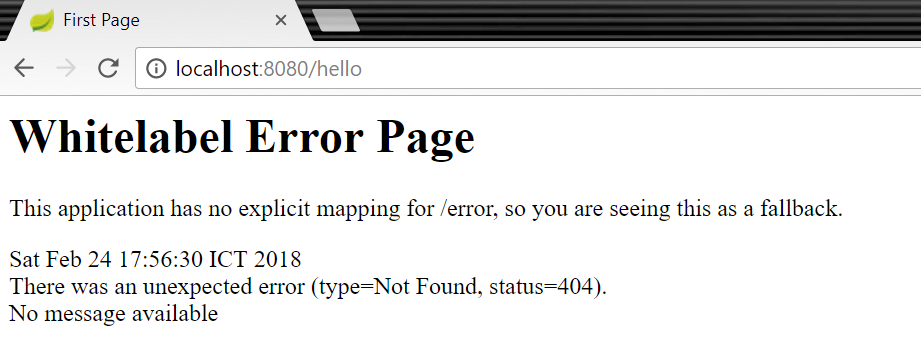 First Page
localhost:8080/hello
Whitelabel Error Page
This application has no explicit mapping for /error, so you are seeing this as a fallback.
Sat Feb 24 17:56:30 ICT 2018
There was an unexpected error (type=Not Found, status=404).
No message available